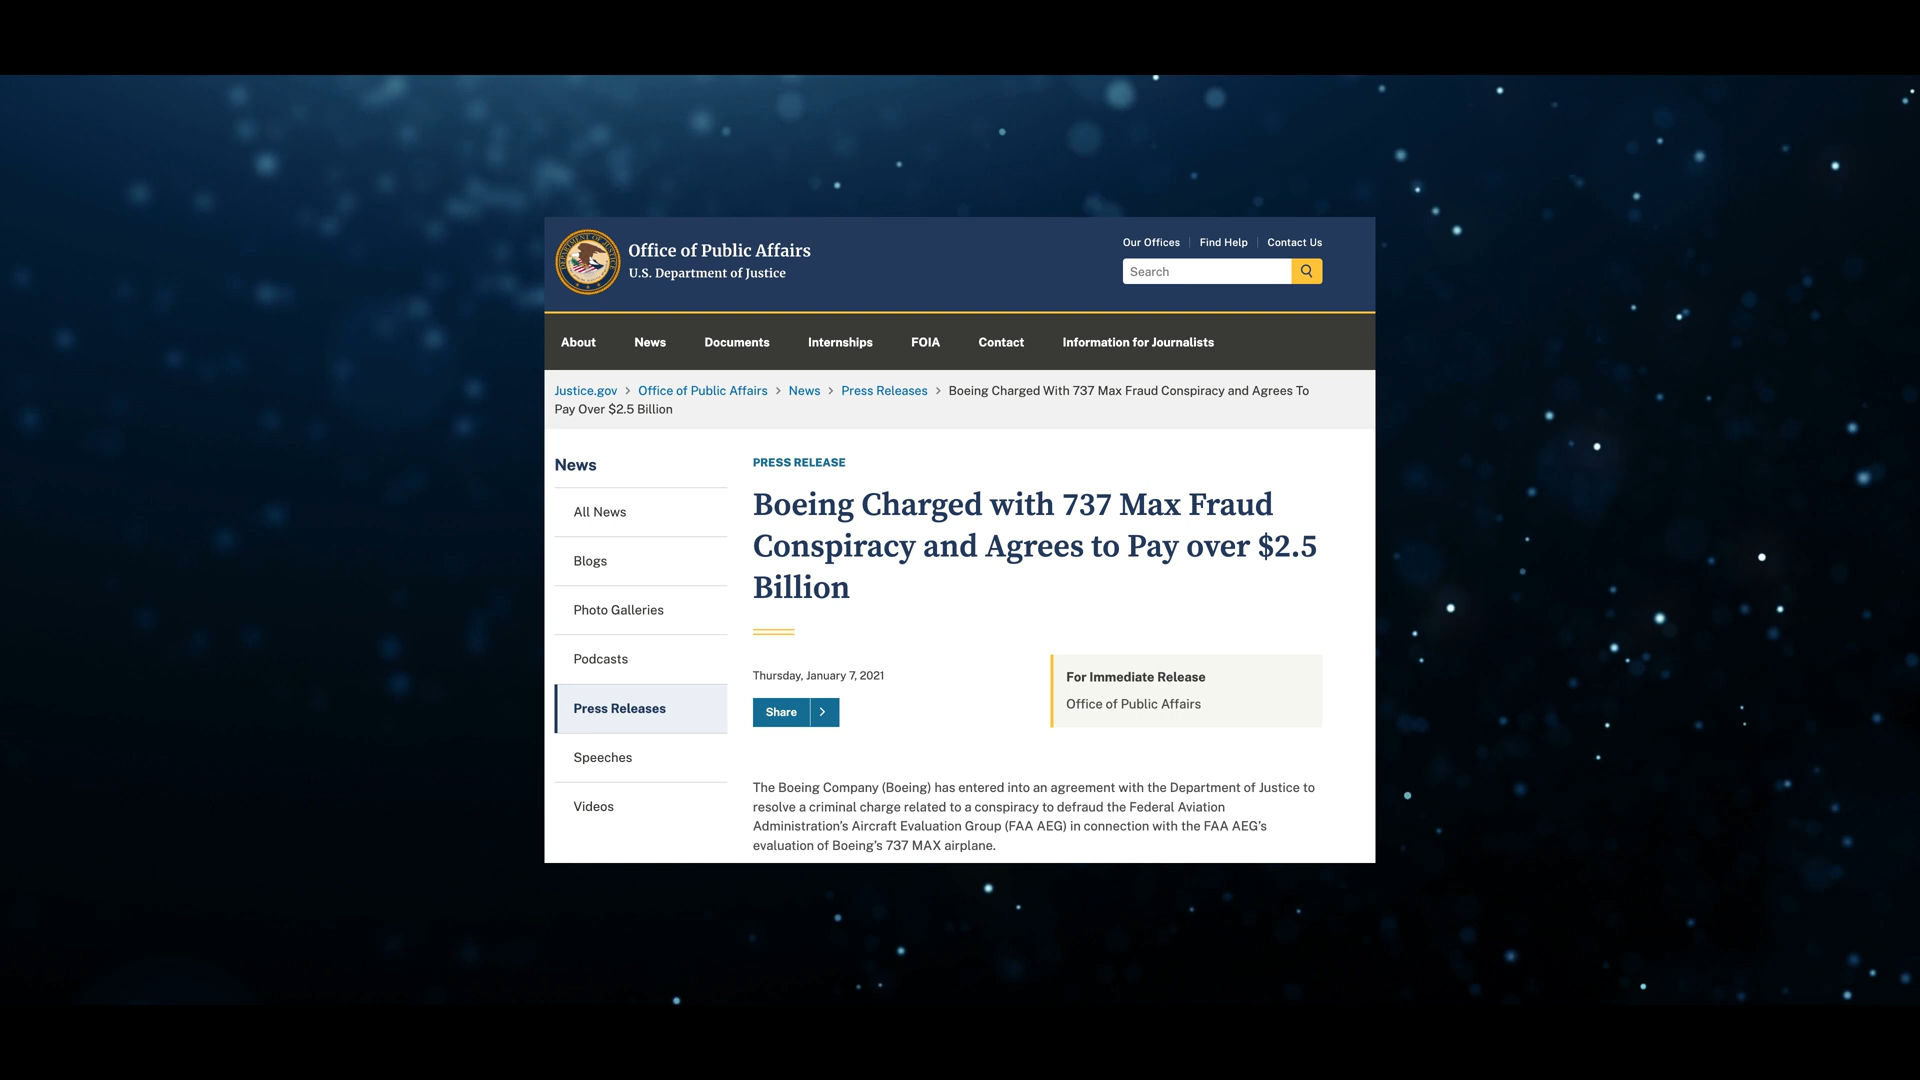 Office of Public Affairs
U.S. Department of Justice
Our Offices
Find Help
Contact Us
Search
About
News
Documents
Internships
FOIA
Contact
Information for Journalists
Justice.gov > Office of Public Affairs > News > Press Releases > Boeing Charged With 737 Max Fraud Conspiracy and Agrees To
Pay Over $2.5 Billion
News
All News
Blogs
Photo Galleries
Podcasts
Press Releases
Speeches
Videos
PRESS RELEASE
Boeing Charged with 737 Max Fraud
Conspiracy and Agrees to Pay over $2.5
Billion
Thursday, January 7, 2021
Share
For Immediate Release
Office of Public Affairs
The Boeing Company (Boeing) has entered into an agreement with the Department of Justice to
resolve a criminal charge related to a conspiracy to defraud the Federal Aviation
Administration’s Aircraft Evaluation Group (FAA AEG) in connection with the FAA AEG’s
evaluation of Boeing’s 737 MAX airplane.